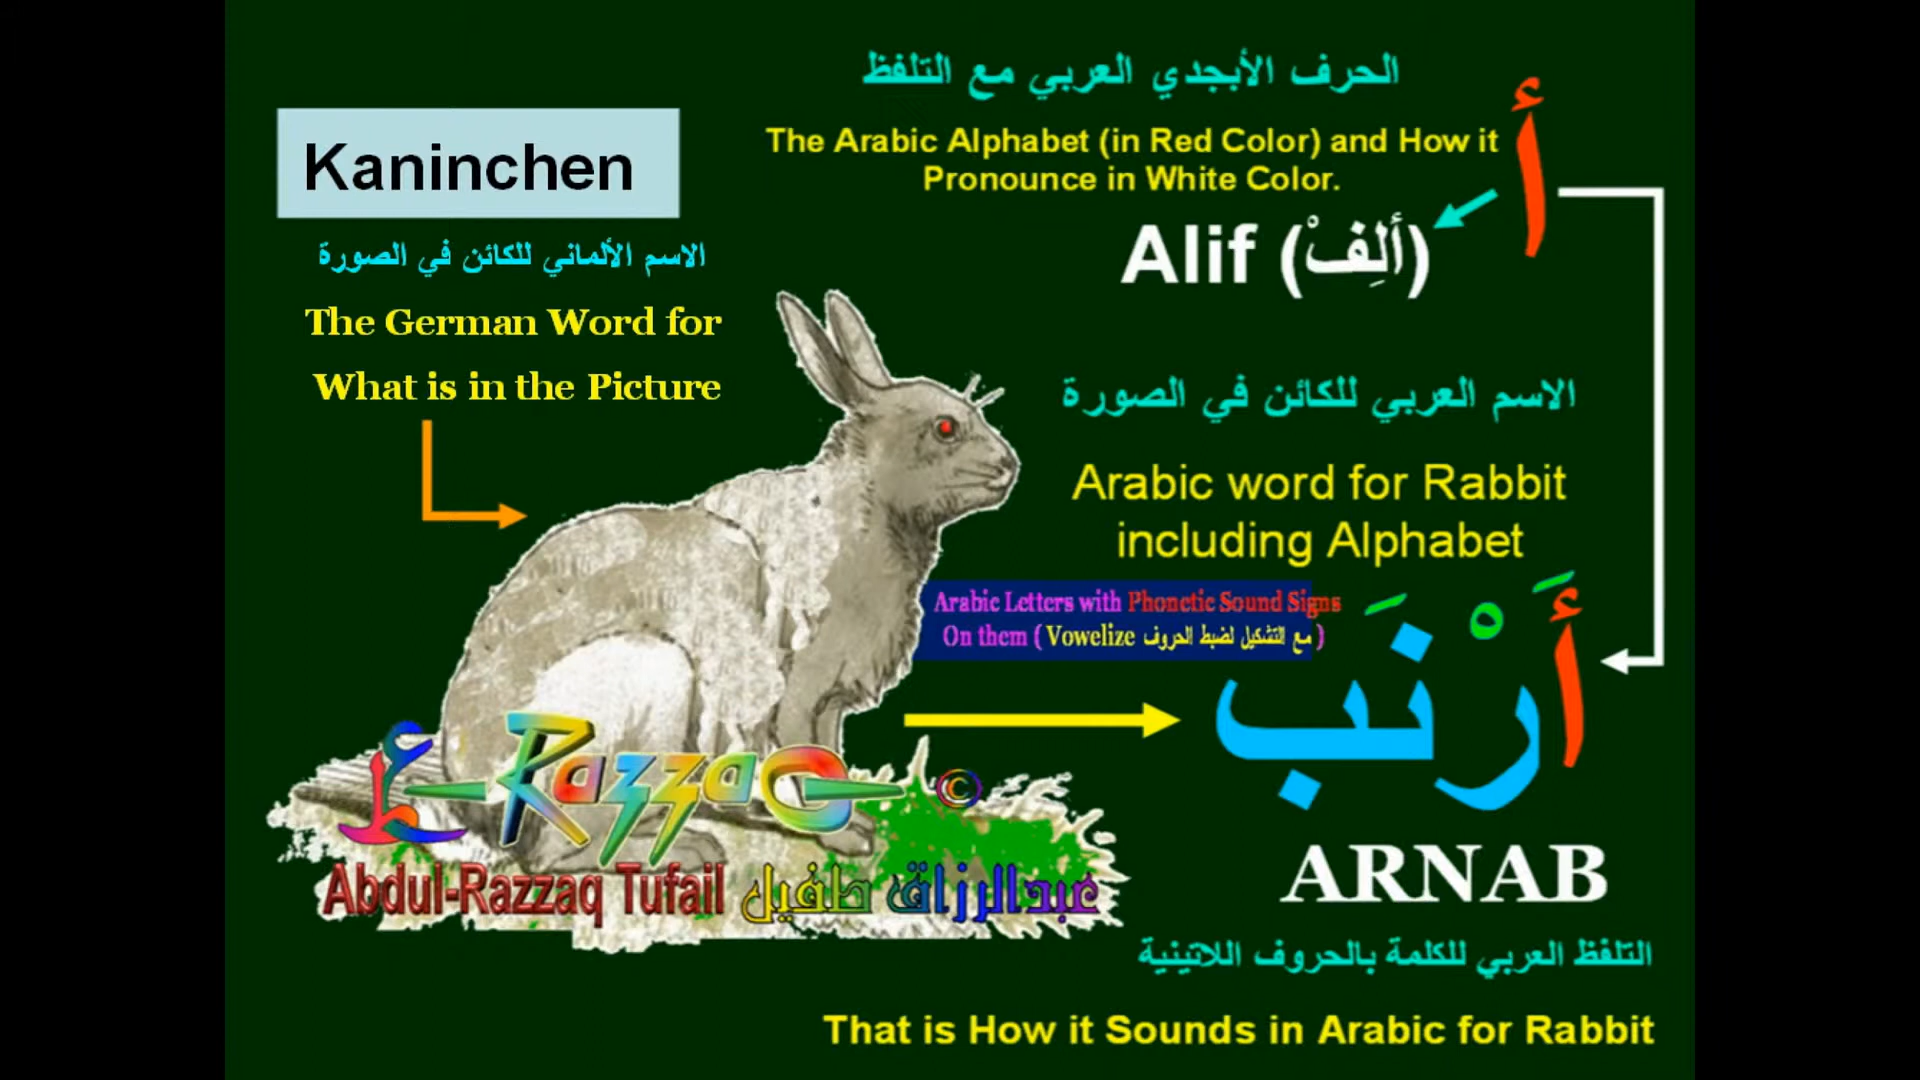 الحرف الأبجدي العربي مع التلفظ
The Arabic Alphabet (in Red Color) and How it
Pronounce in White Color.
أ
Alif (أَلِفْ)
Kaninchen
الاسم الألماني للكائن في الصورة
The German Word for
What is in the Picture
الاسم العربي للكائن في الصورة
Arabic word for Rabbit
including Alphabet
Arabic Letters with Phonetic Sound Signs
On them ( Vowelize مع التشكيل لضبط الحروف )
أَرْنَب
ARNAB
Razzaq ©
Abdul-Razzaq Tufail عبدالرزاق طفيل
التلفظ العربي للكلمة بالحروف اللاتينية
That is How it Sounds in Arabic for Rabbit